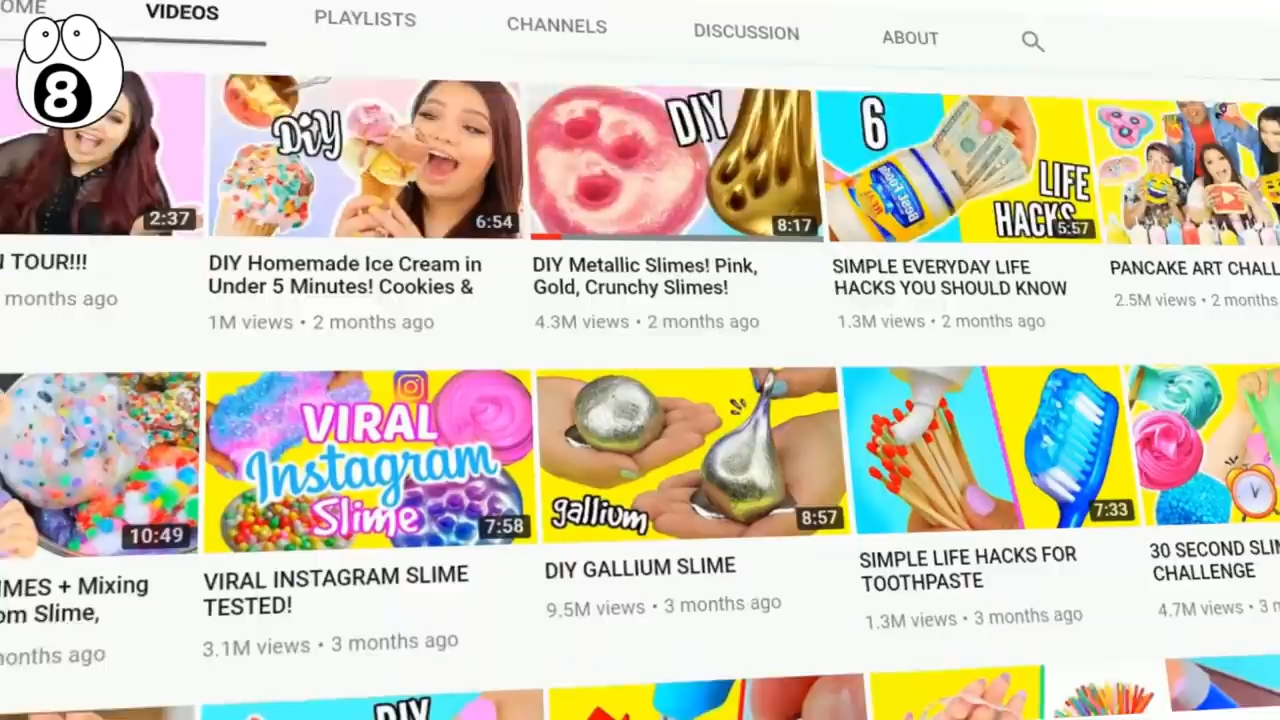 OME
VIDEOS
PLAYLISTS
CHANNELS
DISCUSSION
ABOUT
8
2:37
DIY
6:54
DIY
8:17
6
LIFE
HACKS
5:57
TOUR!!!
months ago
DIY Homemade Ice Cream in
Under 5 Minutes! Cookies &
1M views • 2 months ago
DIY Metallic Slimes! Pink,
Gold, Crunchy Slimes!
4.3M views • 2 months ago
SIMPLE EVERYDAY LIFE
HACKS YOU SHOULD KNOW
1.3M views • 2 months ago
PANCAKE ART CHALL
2.5M views • 2 months
10:49
VIRAL
Instagram
Slime
7:58
gallium
8:57
7:33
IMES + Mixing
om Slime,
onths ago
VIRAL INSTAGRAM SLIME
TESTED!
3.1M views • 3 months ago
DIY GALLIUM SLIME
9.5M views • 3 months ago
SIMPLE LIFE HACKS FOR
TOOTHPASTE
1.3M views • 3 months ago
30 SECOND SLIM
CHALLENGE
4.7M views • 3 m
DIY